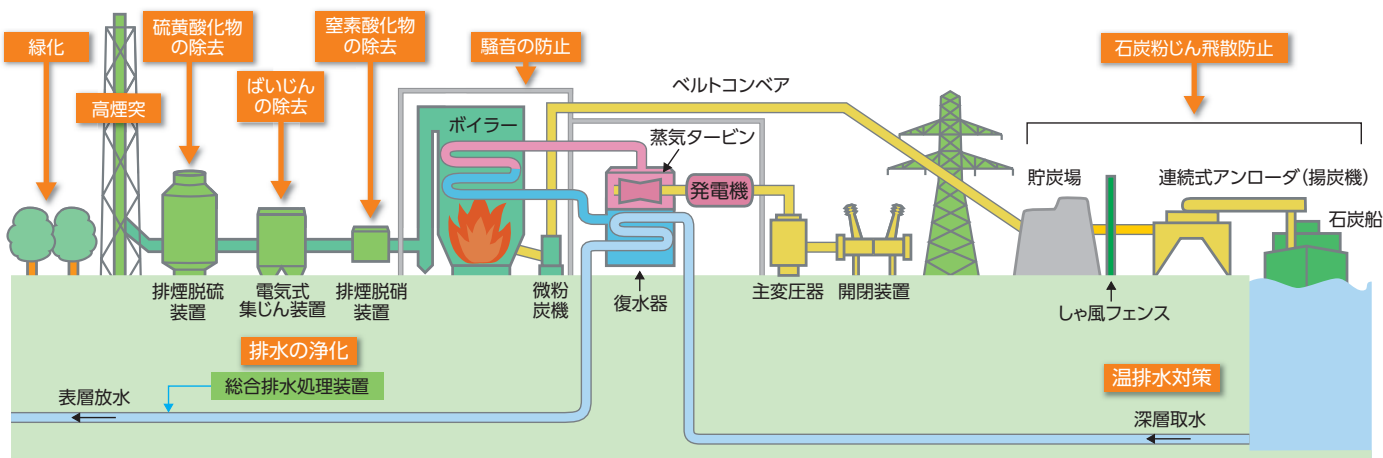 緑化
高煙突
硫黄酸化物
の除去
ばいじん
の除去
窒素酸化物
の除去
騒音の防止
石炭粉じん飛散防止
ベルトコンベア
ボイラー
蒸気タービン
発電機
貯炭場
連続式アンローダ(揚炭機)
石炭船
排煙脱硫
装置
電気式
集じん装置
排煙脱硝
装置
微粉
炭機
復水器
主変圧器
開閉装置
しゃ風フェンス
排水の浄化
総合排水処理装置
表層放水
温排水対策
深層取水